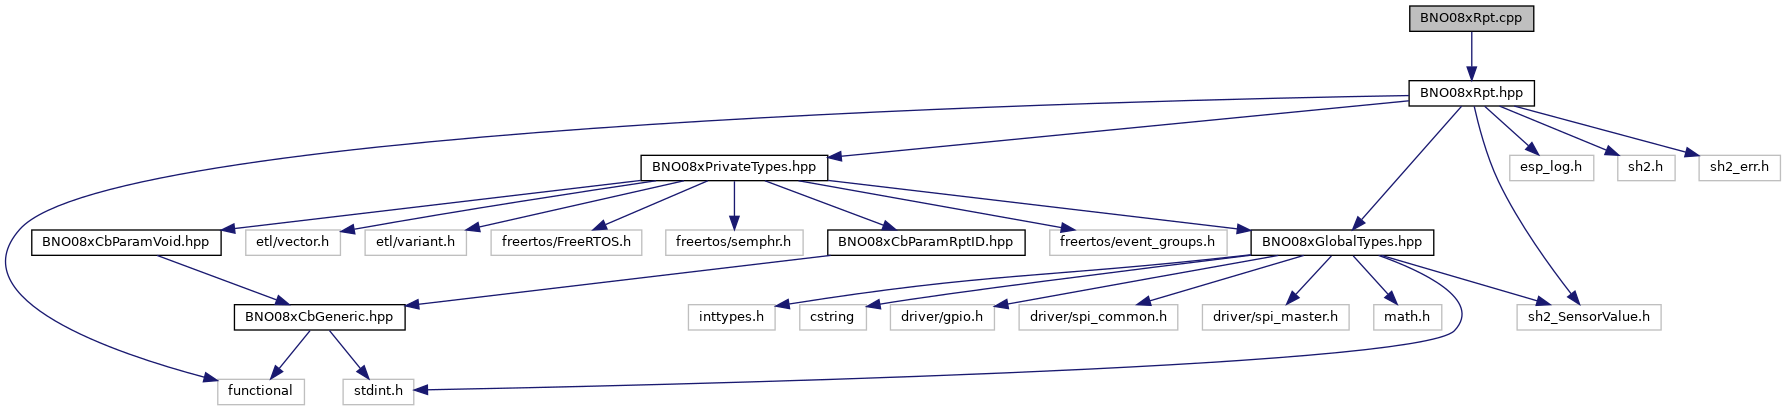 BNO08xRpt.cpp
BNO08xRpt.hpp
BNO08xPrivateTypes.hpp
esp_log.h
sh2.h
sh2_err.h
BNO08xCbParamVoid.hpp
etl/vector.h
etl/variant.h
freertos/FreeRTOS.h
freertos/semphr.h
BNO08xCbParamRptID.hpp
freertos/event_groups.h
BNO08xGlobalTypes.hpp
BNO08xCbGeneric.hpp
inttypes.h
cstring
driver/gpio.h
driver/spi_common.h
driver/spi_master.h
math.h
sh2_SensorValue.h
functional
stdint.h